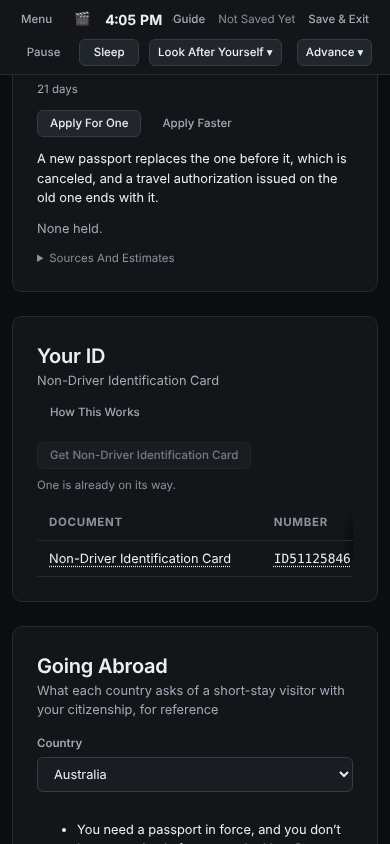 Menu 🎬 4:05 PM Guide Not Saved Yet Save & Exit
Pause Sleep Look After Yourself ▾ Advance ▾
21 days
Apply For One Apply Faster
A new passport replaces the one before it, which is
canceled, and a travel authorization issued on the
old one ends with it.
None held.
▶ Sources And Estimates
Your ID
Non-Driver Identification Card
How This Works
Get Non-Driver Identification Card
One is already on its way.
DOCUMENT NUMBER
Non-Driver Identification Card ID51125846
Going Abroad
What each country asks of a short-stay visitor with
your citizenship, for reference
Country
Australia
• You need a passport in force, and you don’t